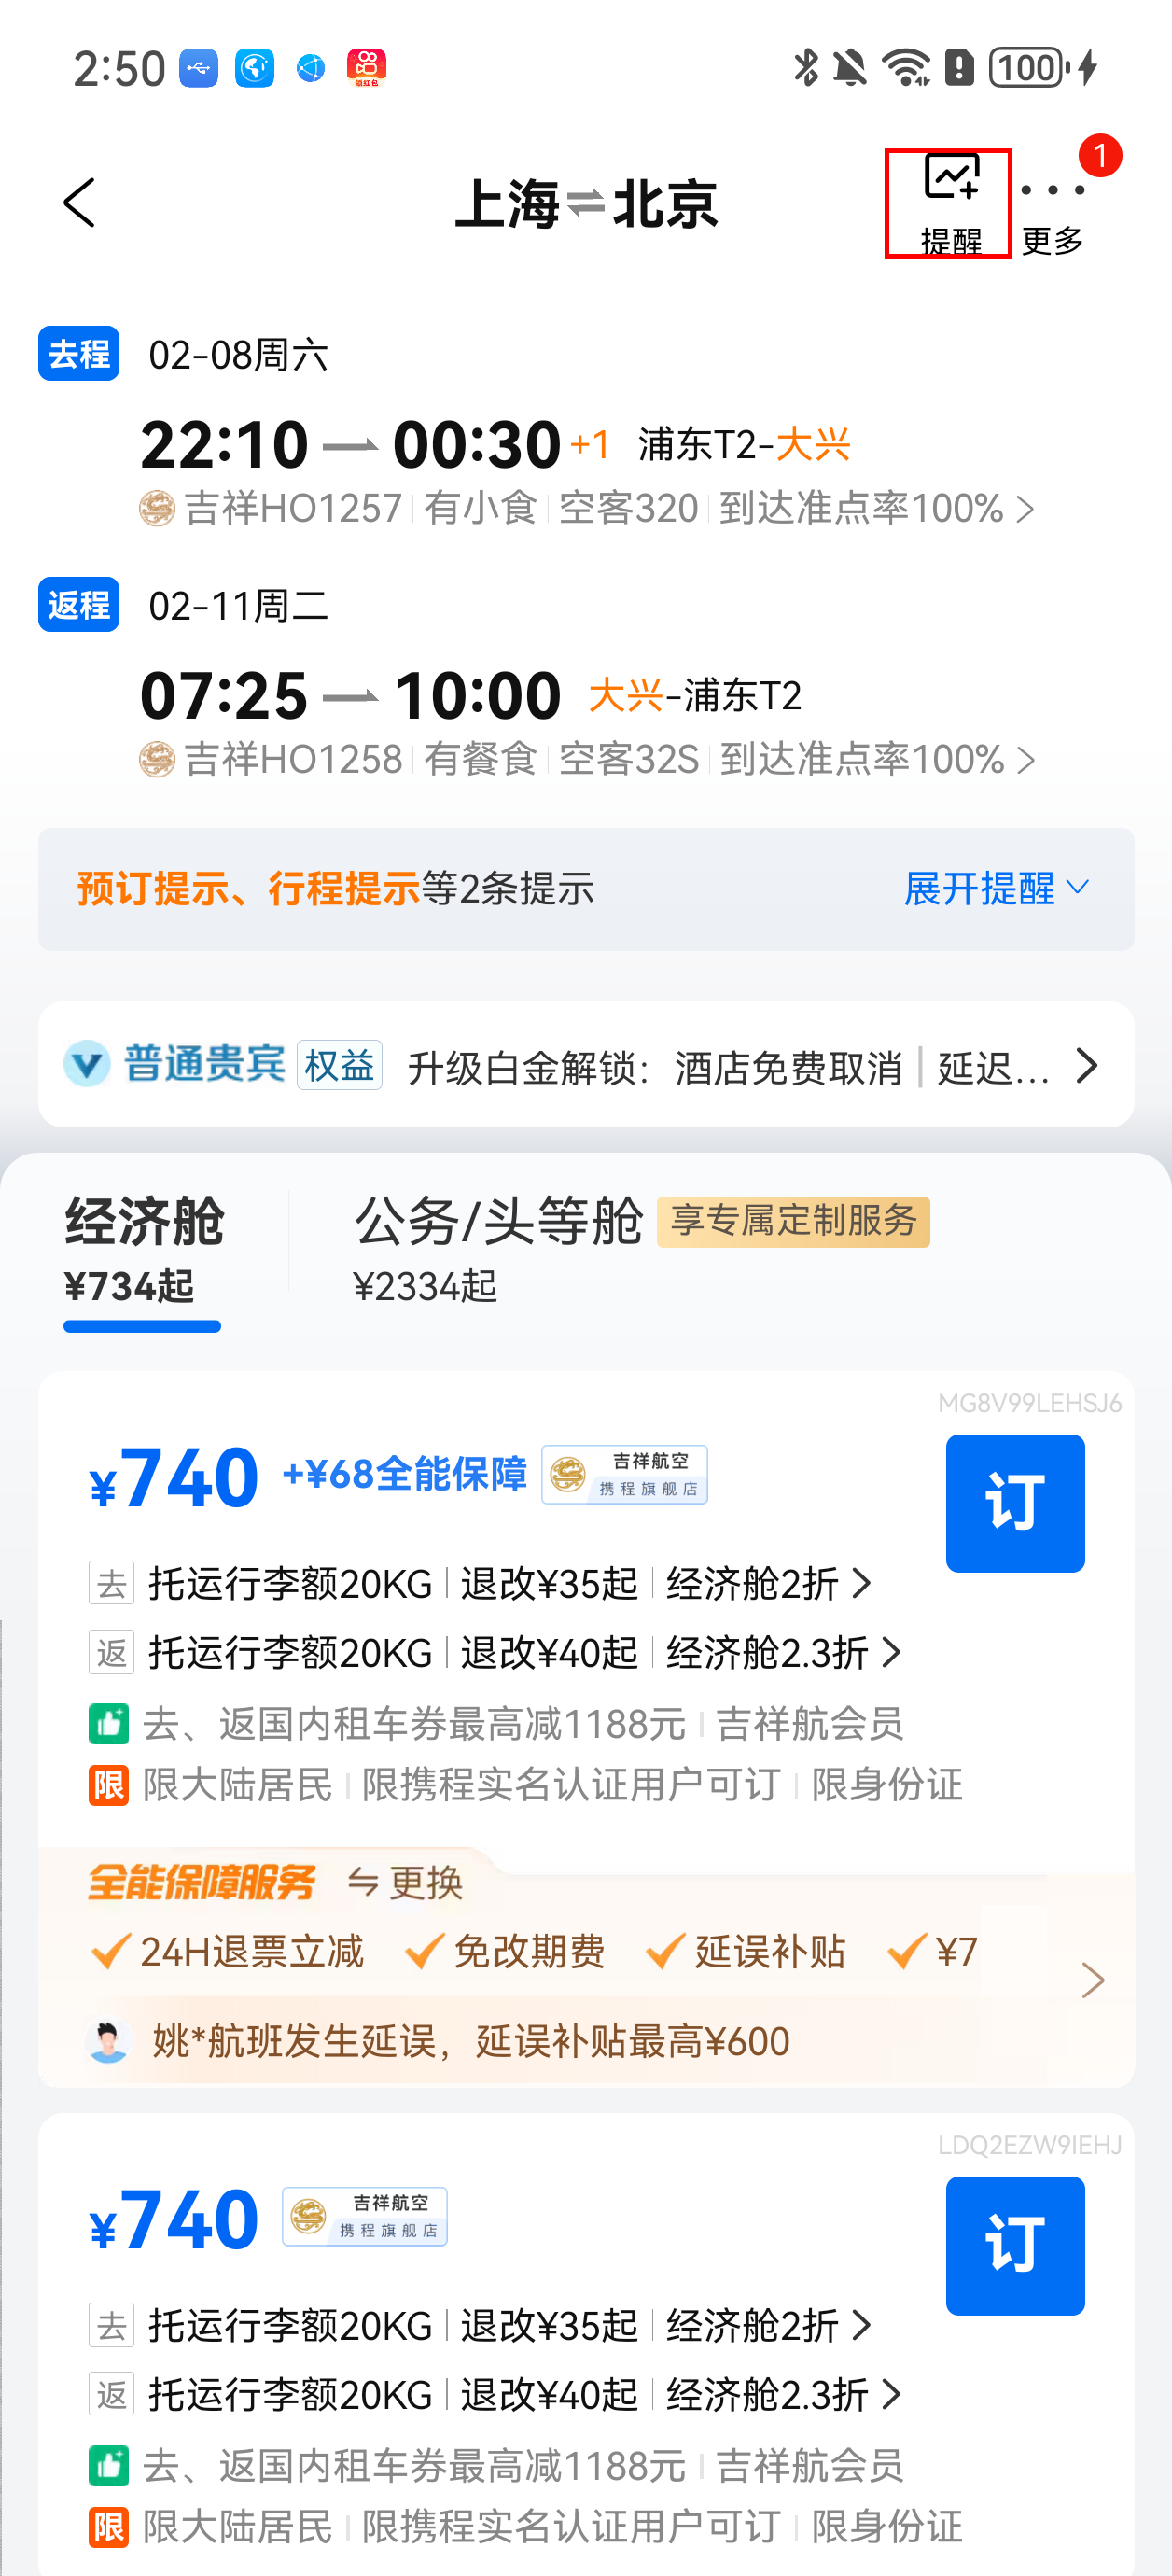 2:50 领红包 100
上海⇌北京 提醒 更多 1
去程 02-08周六
22:10 00:30 +1 浦东T2-大兴
吉祥HO1257 有小食 空客320 到达准点率100%
返程 02-11周二
07:25 10:00 大兴-浦东T2
吉祥HO1258 有餐食 空客32S 到达准点率100%
预订提示、行程提示等2条提示 展开提醒
普通贵宾 权益 升级白金解锁：酒店免费取消 | 延迟...
经济舱 公务/头等舱 享专属定制服务
¥734起 ¥2334起
MG8V99LEHSJ6
¥740 +¥68全能保障 吉祥航空 携程旗舰店 订
去 托运行李额20KG 退改¥35起 经济舱2折
返 托运行李额20KG 退改¥40起 经济舱2.3折
去、返国内租车券最高减1188元 吉祥航会员
限 限大陆居民 限携程实名认证用户可订 限身份证
全能保障服务 更换
24H退票立减 免改期费 延误补贴 ¥7
姚*航班发生延误，延误补贴最高¥600
LDQ2EZW9IEHJ
¥740 吉祥航空 携程旗舰店 订
去 托运行李额20KG 退改¥35起 经济舱2折
返 托运行李额20KG 退改¥40起 经济舱2.3折
去、返国内租车券最高减1188元 吉祥航会员
限 限大陆居民 限携程实名认证用户可订 限身份证